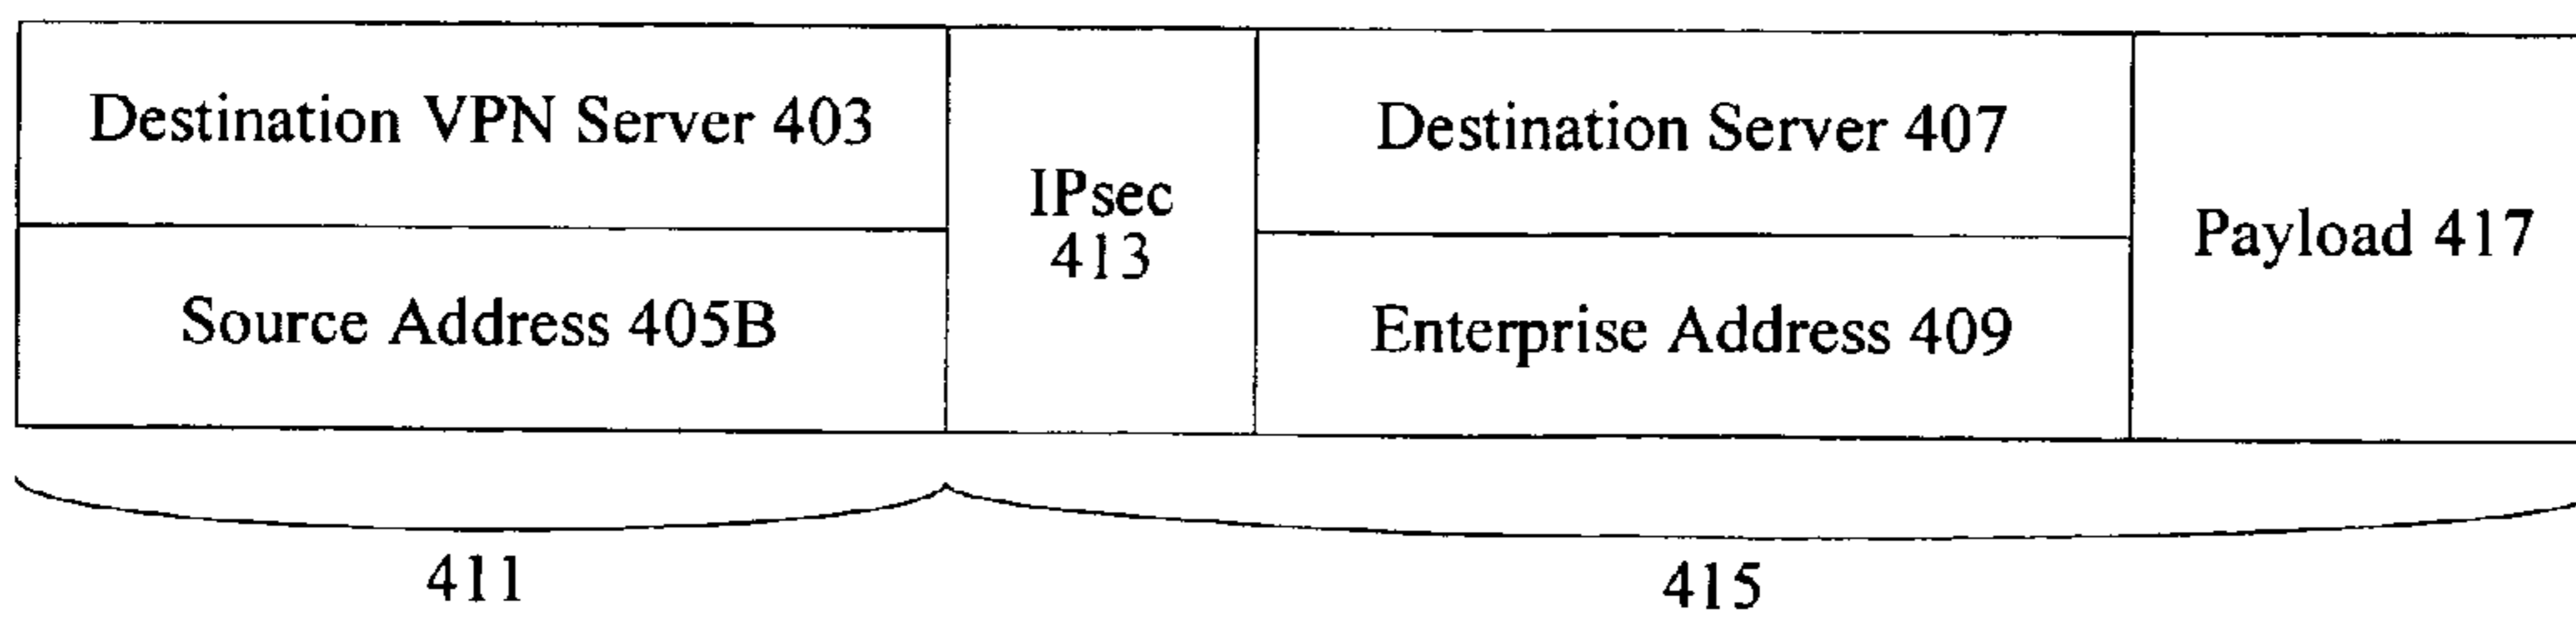 Destination VPN Server 403
Source Address 405B
IPsec
413
Destination Server 407
Enterprise Address 409
Payload 417
411
415